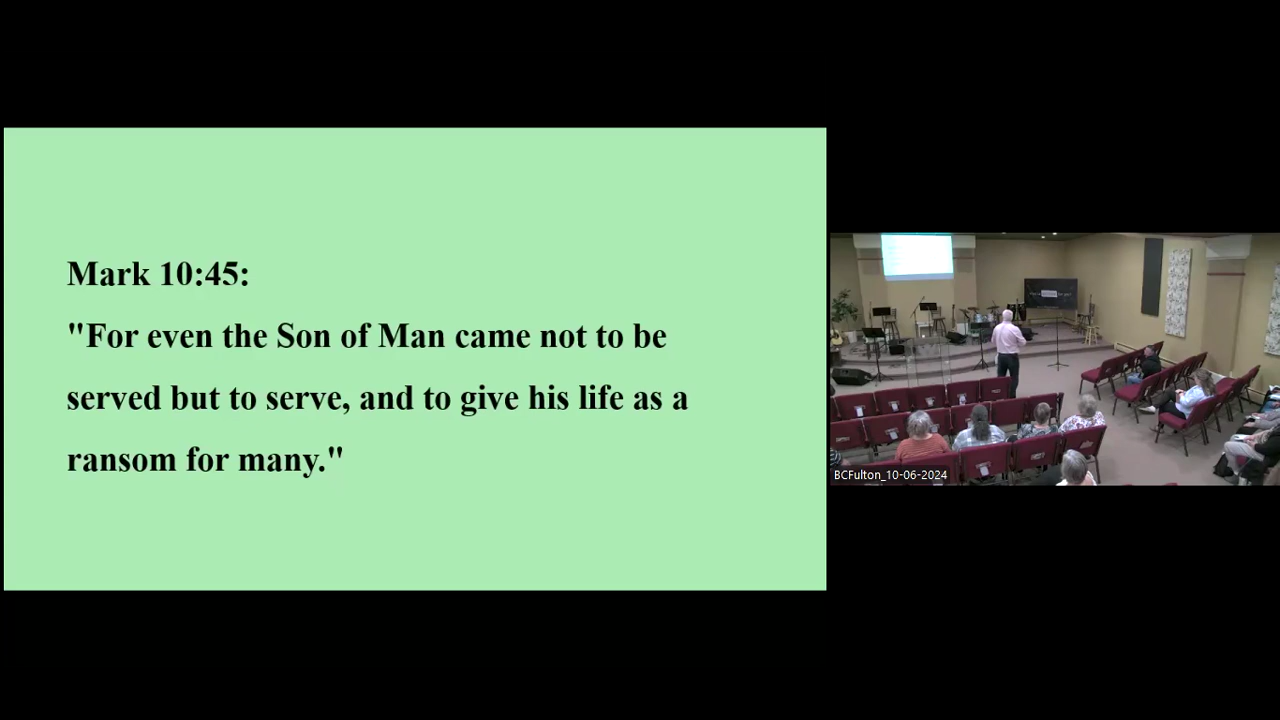 Mark 10:45:
"For even the Son of Man came not to be
served but to serve, and to give his life as a
ransom for many."
BCFulton_10-06-2024